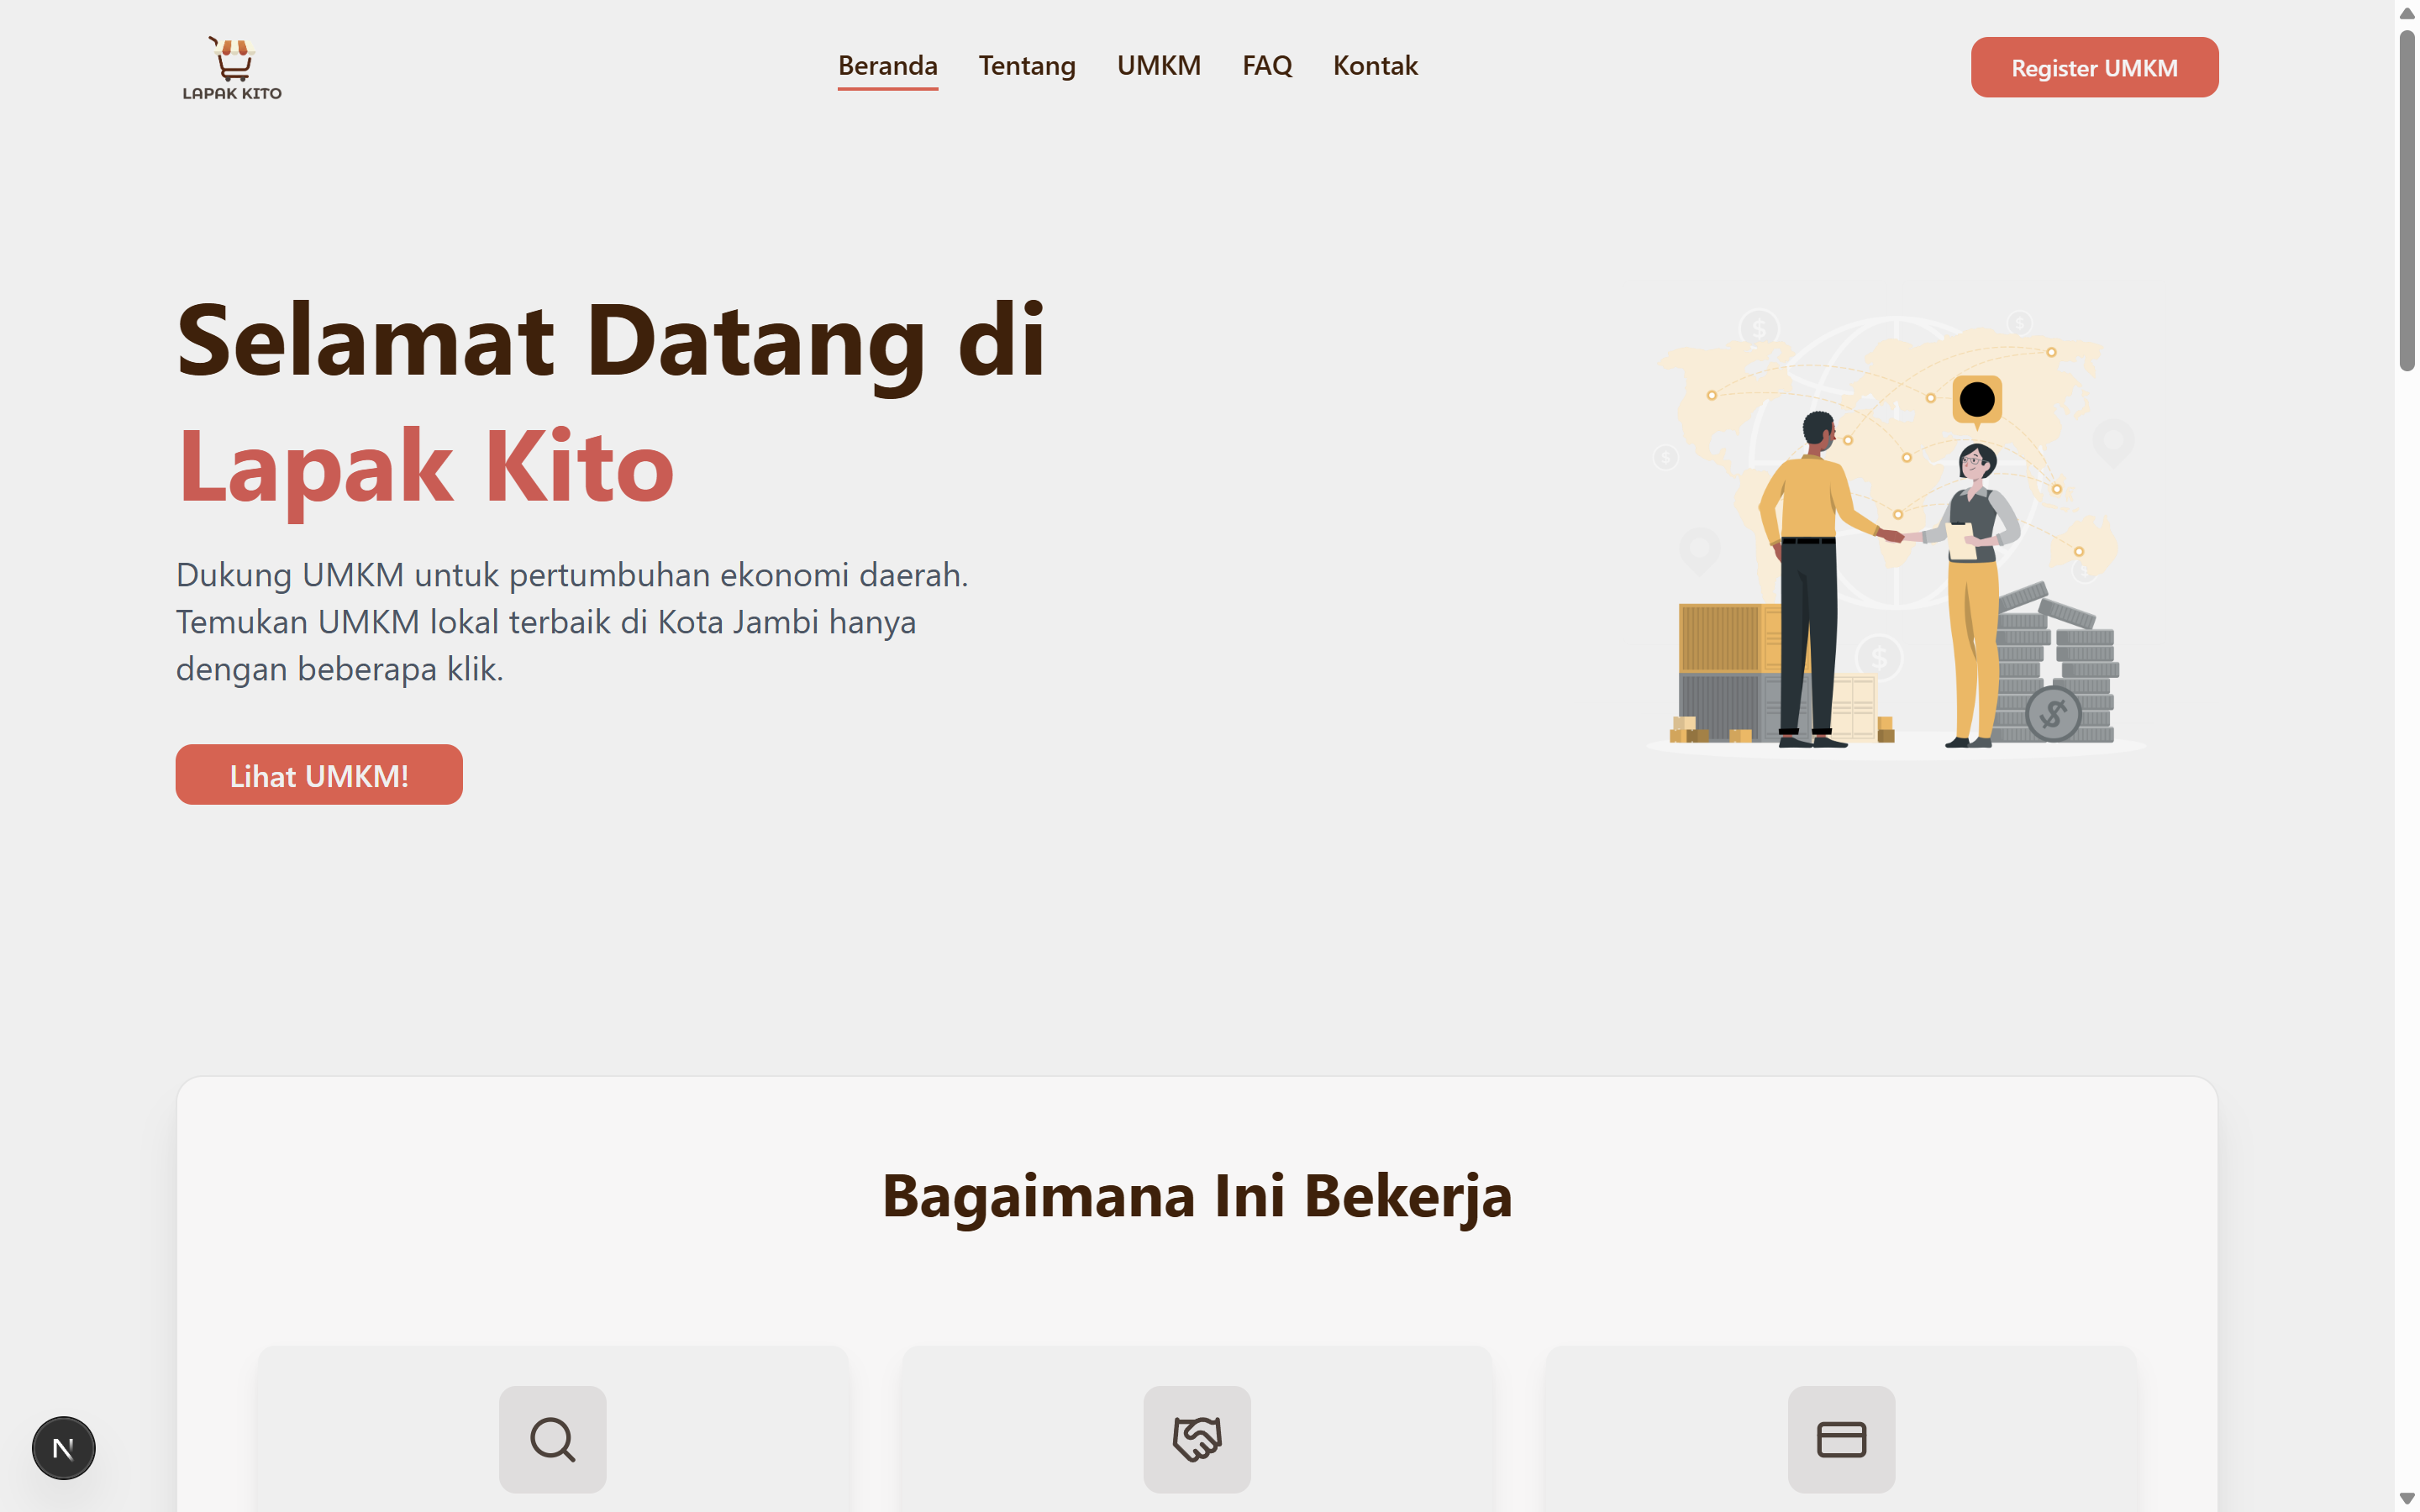 LAPAK KITO
Beranda Tentang UMKM FAQ Kontak
Register UMKM
Selamat Datang di
Lapak Kito
Dukung UMKM untuk pertumbuhan ekonomi daerah.
Temukan UMKM lokal terbaik di Kota Jambi hanya
dengan beberapa klik.
Lihat UMKM!
$
$
$
$
$
$
Bagaimana Ini Bekerja
N